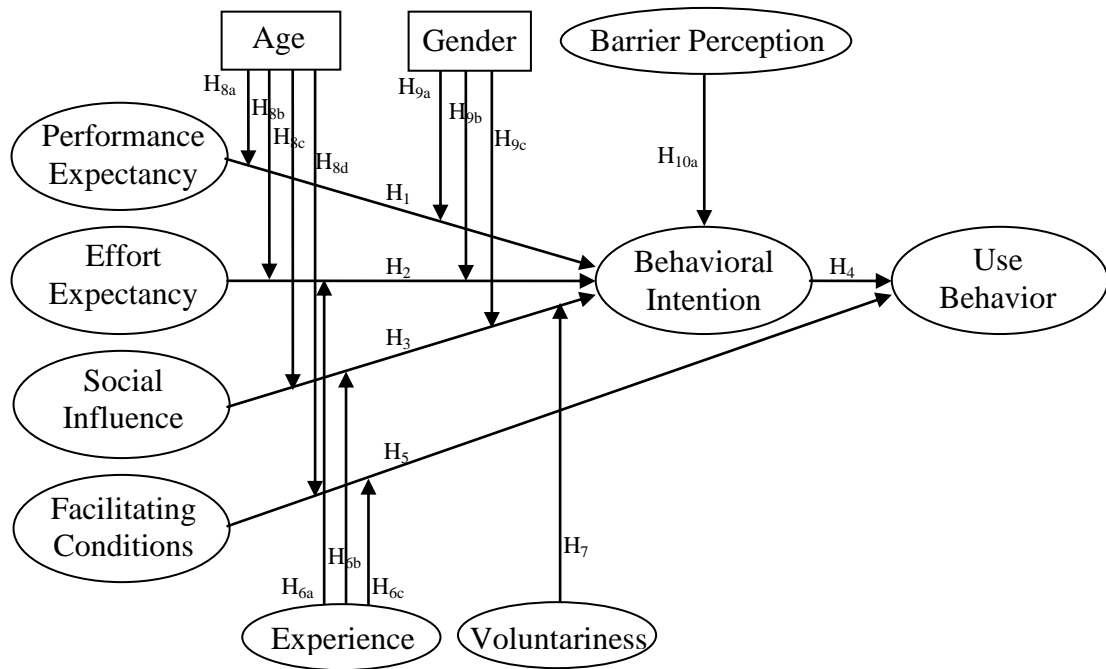 Age
Gender
Barrier Perception
H8a
H8b
H8c
H8d
H9a
H9b
H9c
H10a
Performance
Expectancy
H1
Effort
Expectancy
H2
Behavioral
Intention
H4
Use
Behavior
Social
Influence
H3
Facilitating
Conditions
H5
H6a
H6b
H6c
H7
Experience
Voluntariness